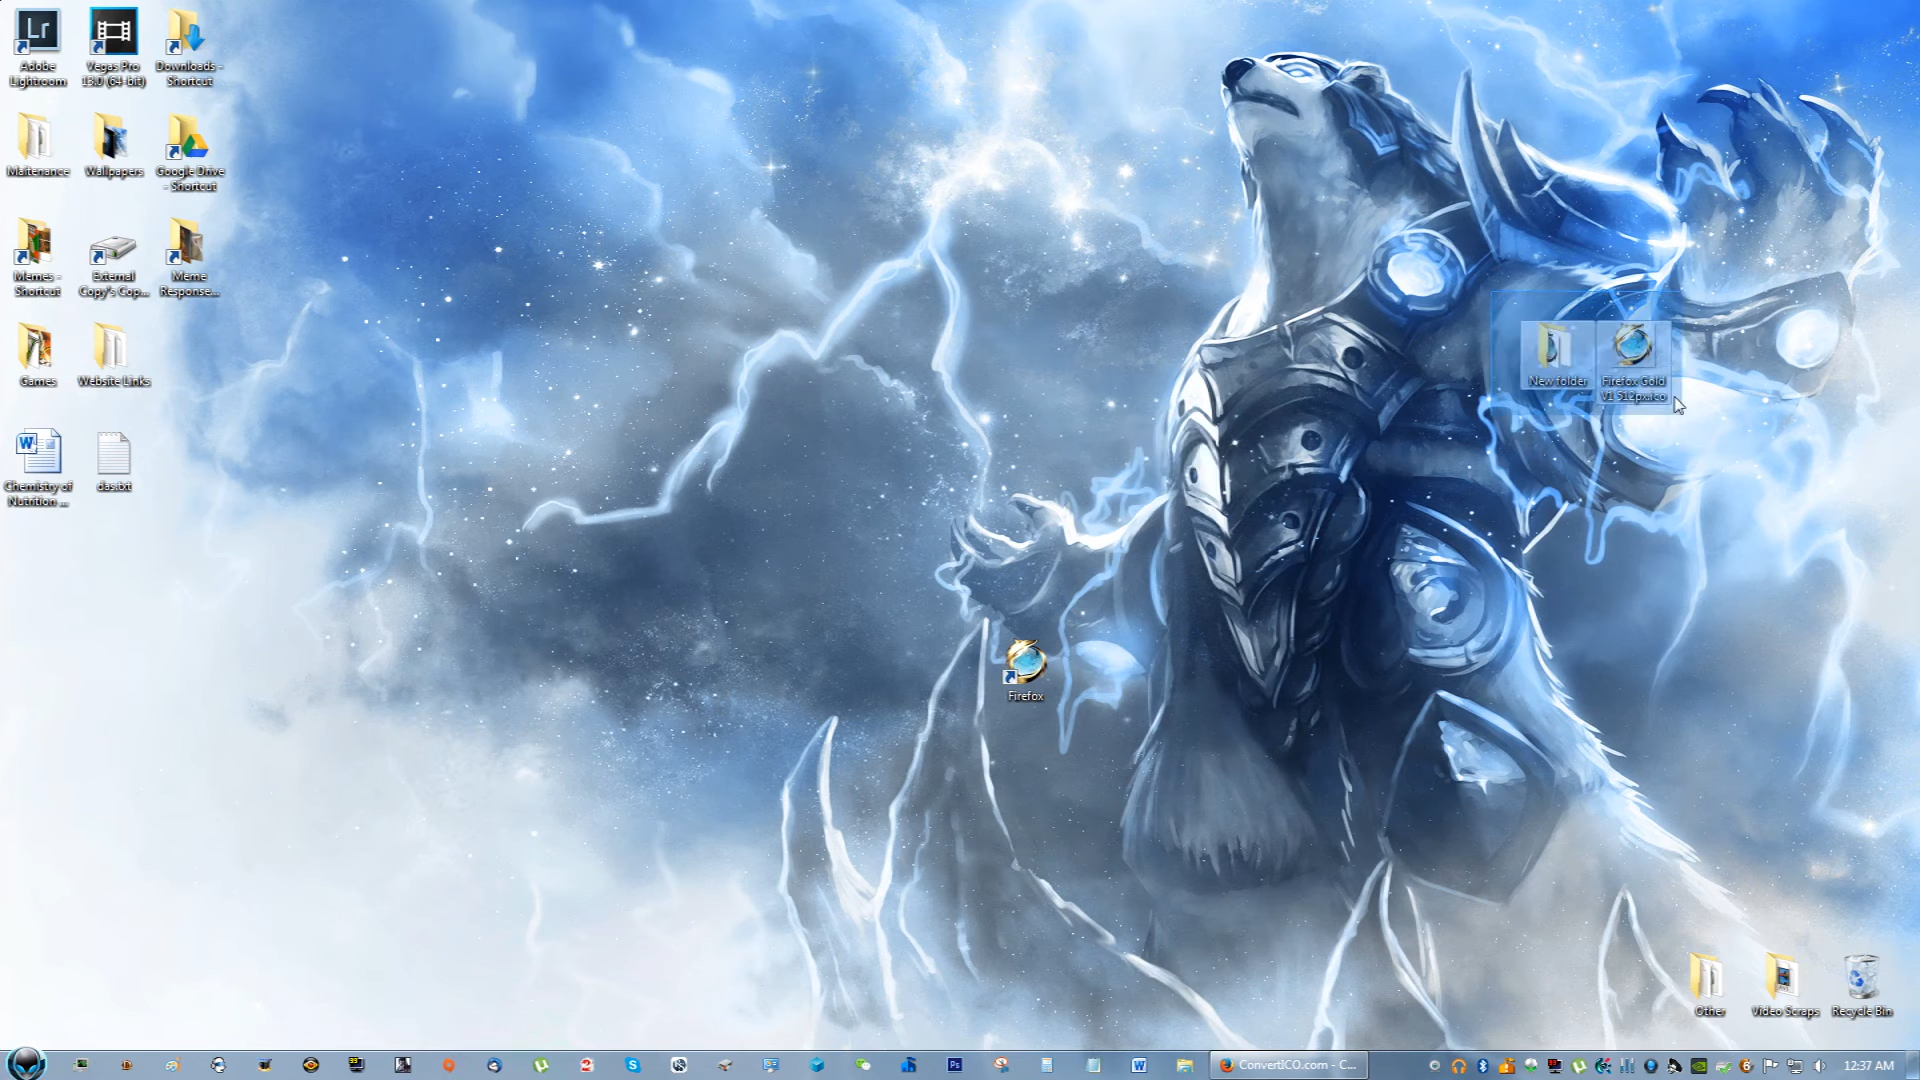 Lr
Adobe
Lightroom
Vegas Pro
13.0 (64-bit)
Downloads -
Shortcut
Maitenance
Wallpapers
Google Drive
- Shortcut
Memes -
Shortcut
External
Copy's Cop...
Meme
Response...
Games
Website Links
W
Chemistry of
Nutrition ...
das.txt
New folder
Firefox Gold
V1 512px.ico
Firefox
Other
Video Scraps
Recycle Bin
ConvertICO.com - C...
12:37 AM